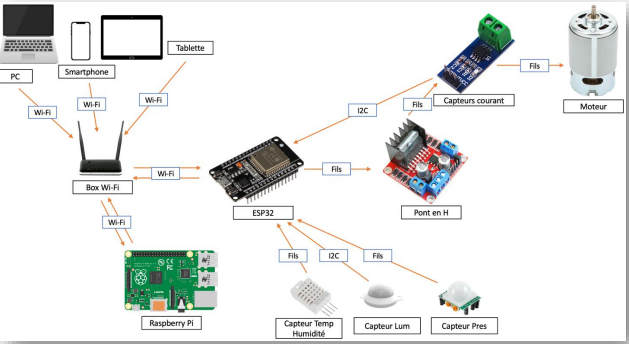 PC
Smartphone
Tablette
Wi-Fi
Wi-Fi
Wi-Fi
Box Wi-Fi
Wi-Fi
Wi-Fi
Raspberry Pi
ESP32
I2C
Fils
Fils
Capteurs courant
Fils
Moteur
Pont en H
Fils
I2C
Fils
Capteur Temp
Humidité
Capteur Lum
Capteur Pres